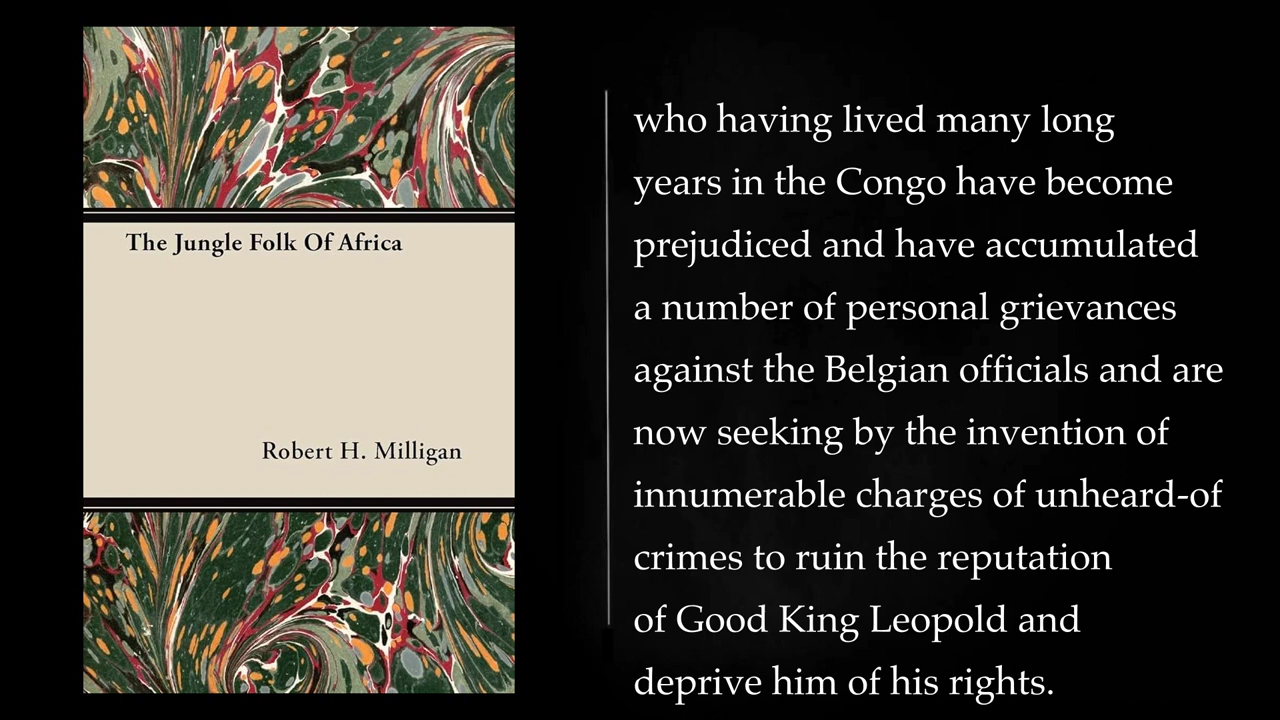 The Jungle Folk Of Africa
Robert H. Milligan
who having lived many long
years in the Congo have become
prejudiced and have accumulated
a number of personal grievances
against the Belgian officials and are
now seeking by the invention of
innumerable charges of unheard-of
crimes to ruin the reputation
of Good King Leopold and
deprive him of his rights.